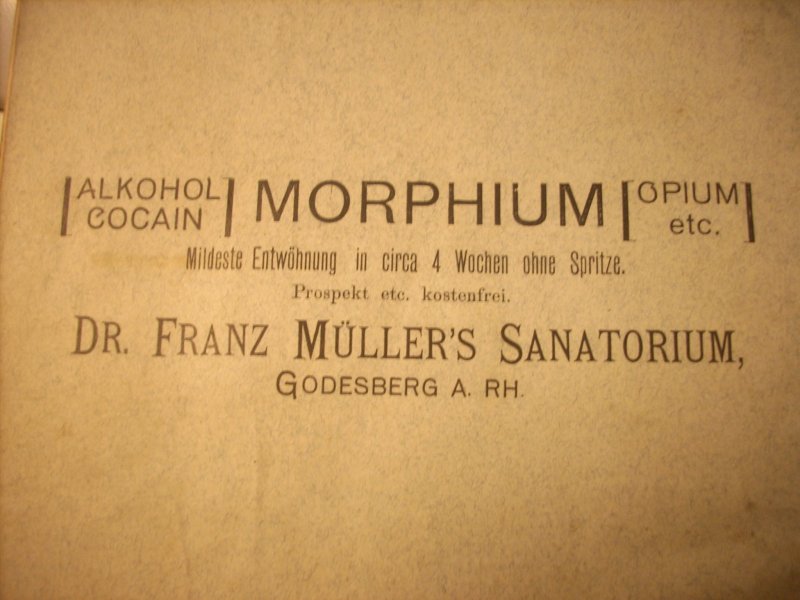 [ALKOHOL COCAIN] MORPHIUM [OPIUM etc.]
Mildeste Entwöhnung in circa 4 Wochen ohne Spritze.
Prospekt etc. kostenfrei.
DR. FRANZ MÜLLER'S SANATORIUM,
GODESBERG A. RH.